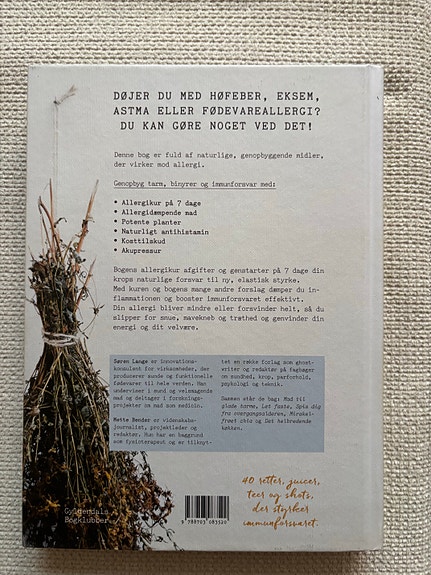 DØJER DU MED HØFEBER, EKSEM,
ASTMA ELLER FØDEVAREALLERGI?
DU KAN GØRE NOGET VED DET!
Denne bog er fuld af naturlige, genopbyggende midler,
der virker mod allergi.
Genopbyg tarm, binyrer og immunforsvar med:
• Allergikur på 7 dage
• Allergidæmpende mad
• Potente planter
• Naturligt antihistamin
• Kosttilskud
• Akupressur
Bogens allergikur afgifter og genstarter på 7 dage din
krops naturlige forsvar til ny, elastisk styrke.
Med kuren og bogens mange andre forslag dæmper du in-
flammationen og booster immunforsvaret effektivt.
Din allergi bliver mindre eller forsvinder helt, så du
slipper for snue, mavekneb og træthed og genvinder din
energi og dit velvære.
Søren Lange er innovations-
konsulent for virksomheder, der
producerer sunde og funktionelle
fødevarer til hele verden. Han
underviser i sund og velsmagende
mad og deltager i forsknings-
projekter om mad som medicin.
Mette Bender er videnskabs-
journalist, projektleder og
redaktør. Hun har en baggrund
som fysioterapeut og er tilknyt-
tet en række forlag som ghost-
writer og redaktør på fagbøger
om sundhed, krop, parforhold,
psykologi og teknik.
Sammen står de bag: Mad til
glade tarme, Let faste, Spis dig
fra overgangsalderen, Mirakel-
frøet chia og Det helbredende
køkken.
40 retter, juicer,
teer og shots,
der styrker
immunforsvaret.
Gyldendals
Bogklubber
9 788703 083520